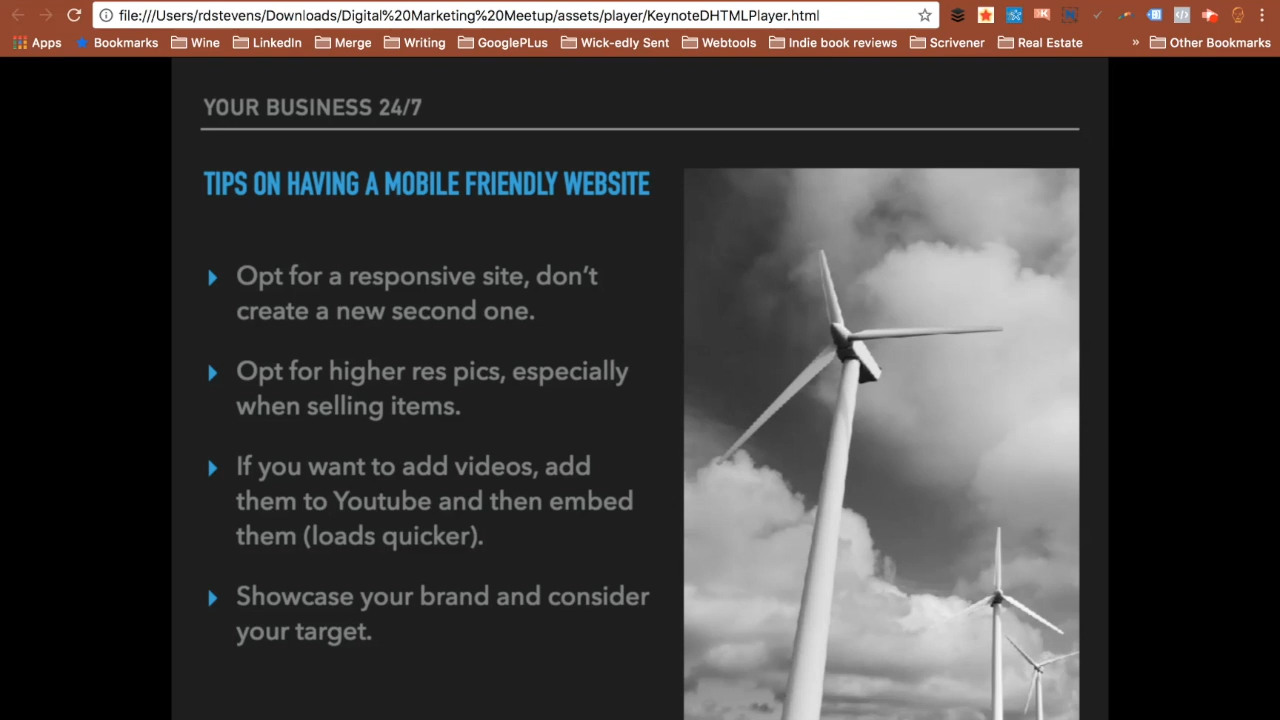 file:///Users/rdstevens/Downloads/Digital%20Marketing%20Meetup/assets/player/KeynoteDHTMLPlayer.html
Apps Bookmarks Wine LinkedIn Merge Writing GooglePLus Wick-edly Sent Webtools Indie book reviews Scrivener Real Estate » Other Bookmarks
YOUR BUSINESS 24/7
TIPS ON HAVING A MOBILE FRIENDLY WEBSITE
Opt for a responsive site, don't
create a new second one.
Opt for higher res pics, especially
when selling items.
If you want to add videos, add
them to Youtube and then embed
them (loads quicker).
Showcase your brand and consider
your target.